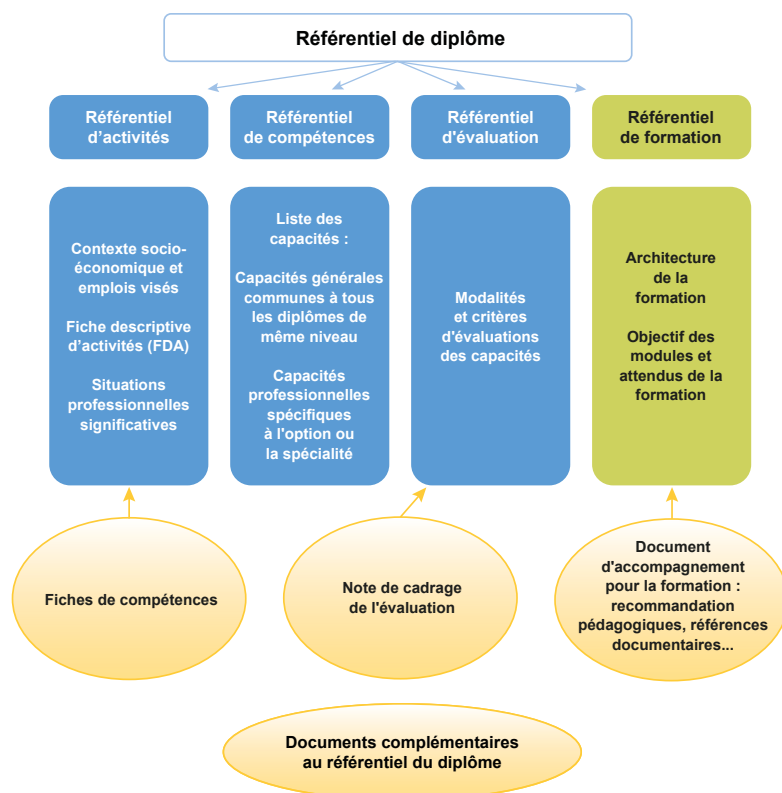 Référentiel de diplôme
Référentiel
d'activités
Référentiel
de compétences
Référentiel
d'évaluation
Référentiel
de formation
Contexte socio-
économique et
emplois visés
Fiche descriptive
d'activités (FDA)
Situations
professionnelles
significatives
Liste des
capacités :
Capacités générales
communes à tous
les diplômes de
même niveau
Capacités
professionnelles
spécifiques
à l'option ou
la spécialité
Modalités
et critères
d'évaluations
des capacités
Architecture
de la
formation
Objectif des
modules et
attendus de la
formation
Fiches de compétences
Note de cadrage
de l'évaluation
Document
d'accompagnement
pour la formation :
recommandation
pédagogiques, références
documentaires...
Documents complémentaires
au référentiel du diplôme